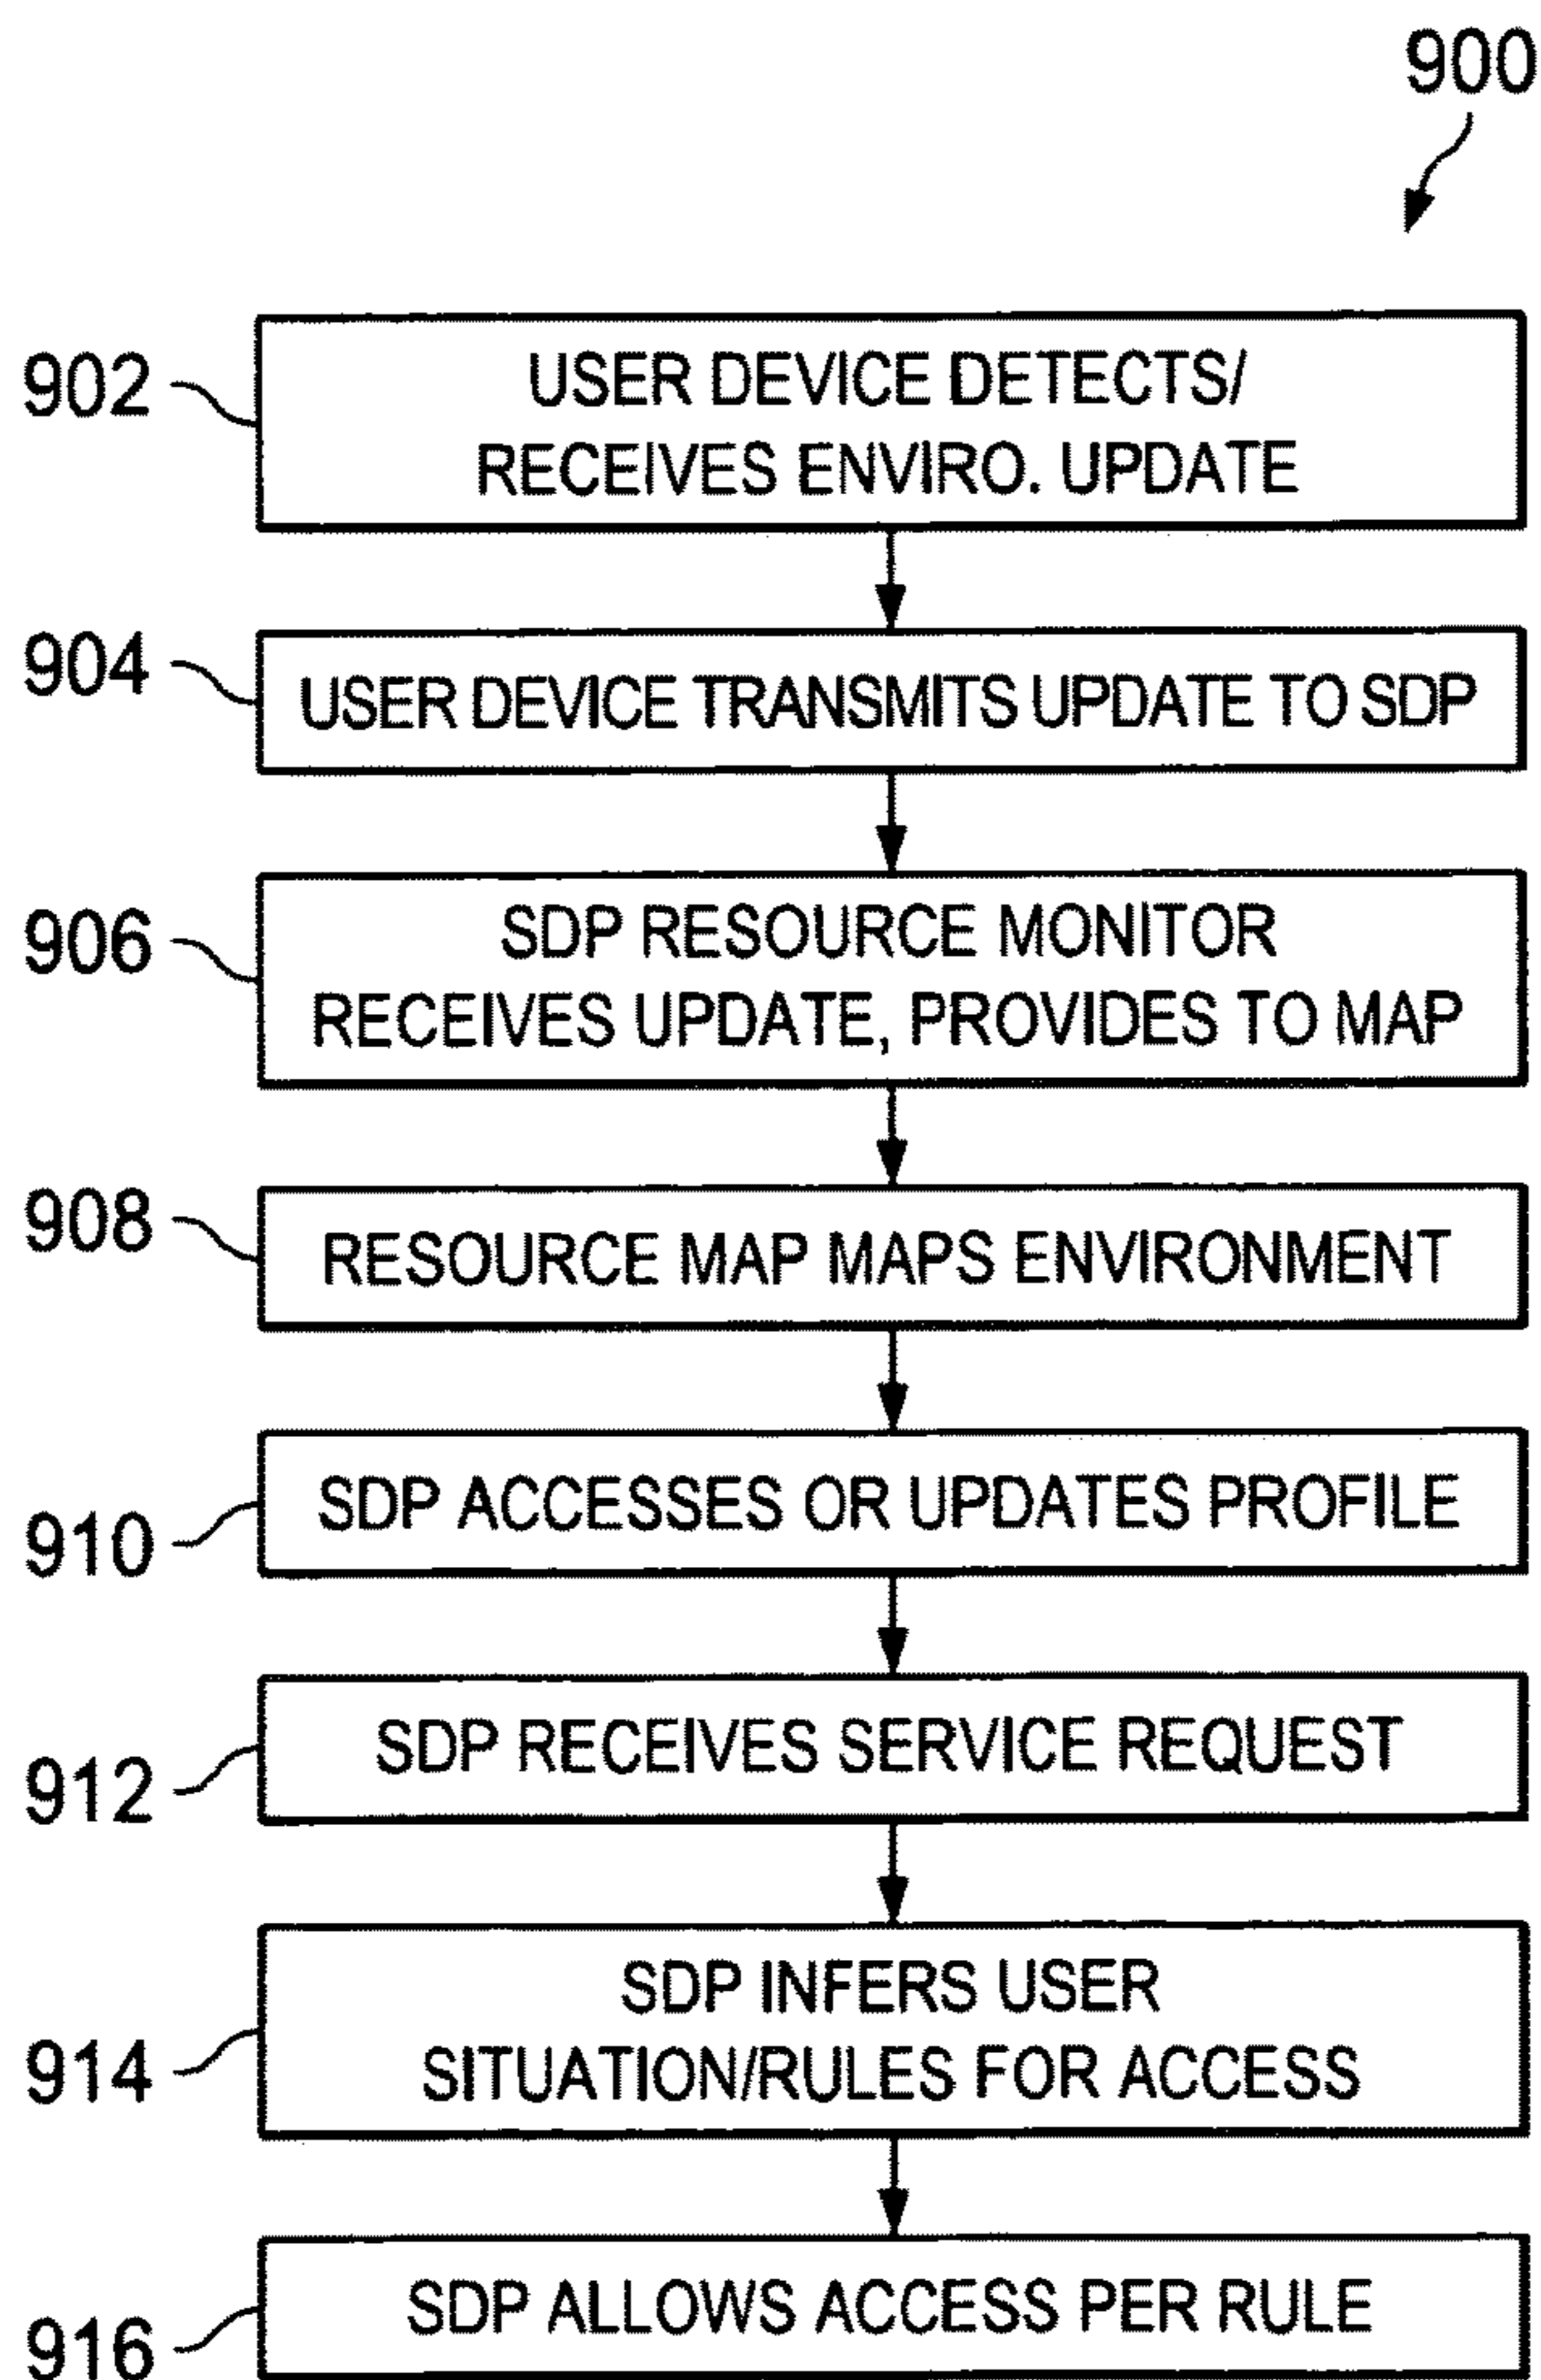 900
902
USER DEVICE DETECTS/
RECEIVES ENVIRO. UPDATE
904
USER DEVICE TRANSMITS UPDATE TO SDP
906
SDP RESOURCE MONITOR
RECEIVES UPDATE, PROVIDES TO MAP
908
RESOURCE MAP MAPS ENVIRONMENT
910
SDP ACCESSES OR UPDATES PROFILE
912
SDP RECEIVES SERVICE REQUEST
914
SDP INFERS USER
SITUATION/RULES FOR ACCESS
916
SDP ALLOWS ACCESS PER RULE